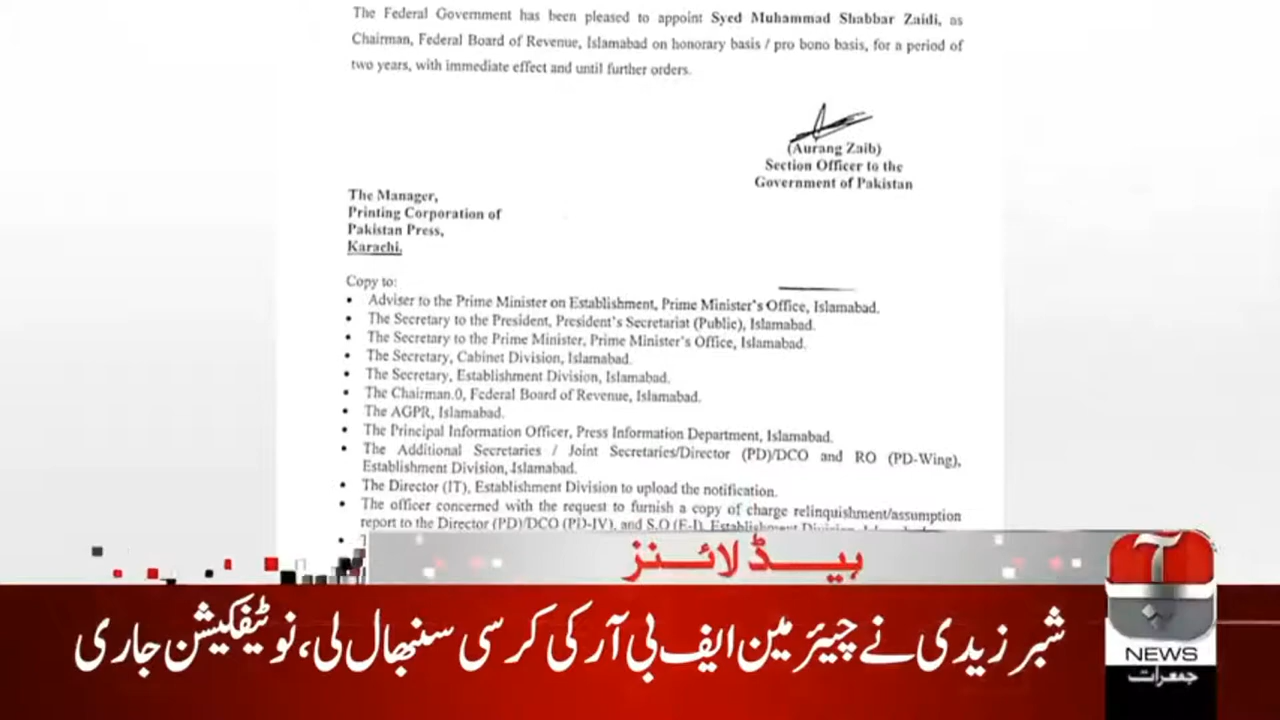 The Federal Government has been pleased to appoint Syed Muhammad Shabbar Zaidi, as
Chairman, Federal Board of Revenue, Islamabad on honorary basis / pro bono basis, for a period of
two years, with immediate effect and until further orders.
(Aurang Zaib)
Section Officer to the
Government of Pakistan
The Manager,
Printing Corporation of
Pakistan Press,
Karachi.
Copy to:
• Adviser to the Prime Minister on Establishment, Prime Minister's Office, Islamabad.
• The Secretary to the President, President's Secretariat (Public), Islamabad.
• The Secretary to the Prime Minister, Prime Minister's Office, Islamabad.
• The Secretary, Cabinet Division, Islamabad.
• The Secretary, Establishment Division, Islamabad.
• The Chairman.0, Federal Board of Revenue, Islamabad.
• The AGPR, Islamabad.
• The Principal Information Officer, Press Information Department, Islamabad.
• The Additional Secretaries / Joint Secretaries/Director (PD)/DCO and RO (PD-Wing),
Establishment Division, Islamabad.
• The Director (IT), Establishment Division to upload the notification.
• The officer concerned with the request to furnish a copy of charge relinquishment/assumption
report to the Director (PD)/DCO (PD-IV), and S.O (E-I), Establishment Division,
ہیڈ لائنز
شبر زیدی نے چیئر مین ایف بی آر کی کرسی سنبھال لی، نوٹیفکیشن جاری
آپ
NEWS
جمعرات